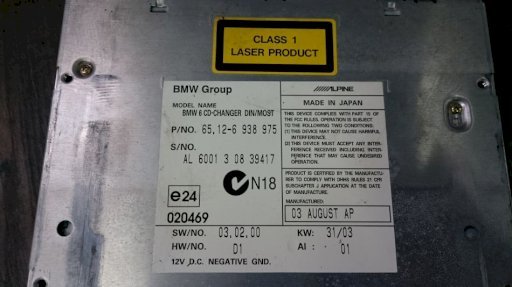 CLASS 1
LASER PRODUCT
BMW Group
MODEL NAME
BMW 6 CD-CHANGER DIN/MOST
P/NO. 65.12-6 938 975
S/NO.
AL 6001 3 08 39417
e24
N18
020469
SW/NO. 03.02.00
HW/NO. 01
12V D.C. NEGATIVE GND.
ALPINE
MADE IN JAPAN
THIS DEVICE COMPLIES WITH PART 15 OF
THE FCC RULES. OPERATION IS SUBJECT
TO THE FOLLOWING TWO CONDITIONS:
(1) THIS DEVICE MAY NOT CAUSE HARMFUL
INTERFERENCE.
(2) THIS DEVICE MUST ACCEPT ANY INTER-
FERENCE RECEIVED INCLUDING INTER-
FERENCE THAT MAY CAUSE UNDESIRED
OPERATION.
THIS PRODUCT IS CERTIFIED BY THE MANUFACTU-
RER TO COMPLY WITH DHHS RULES 21 CFR
SUBCHAPTER J APPLICATION AT THE DATE
OF MANUFACTURE.
MANUFACTURED:
03 AUGUST AP
KW: 31/03
AI: 01